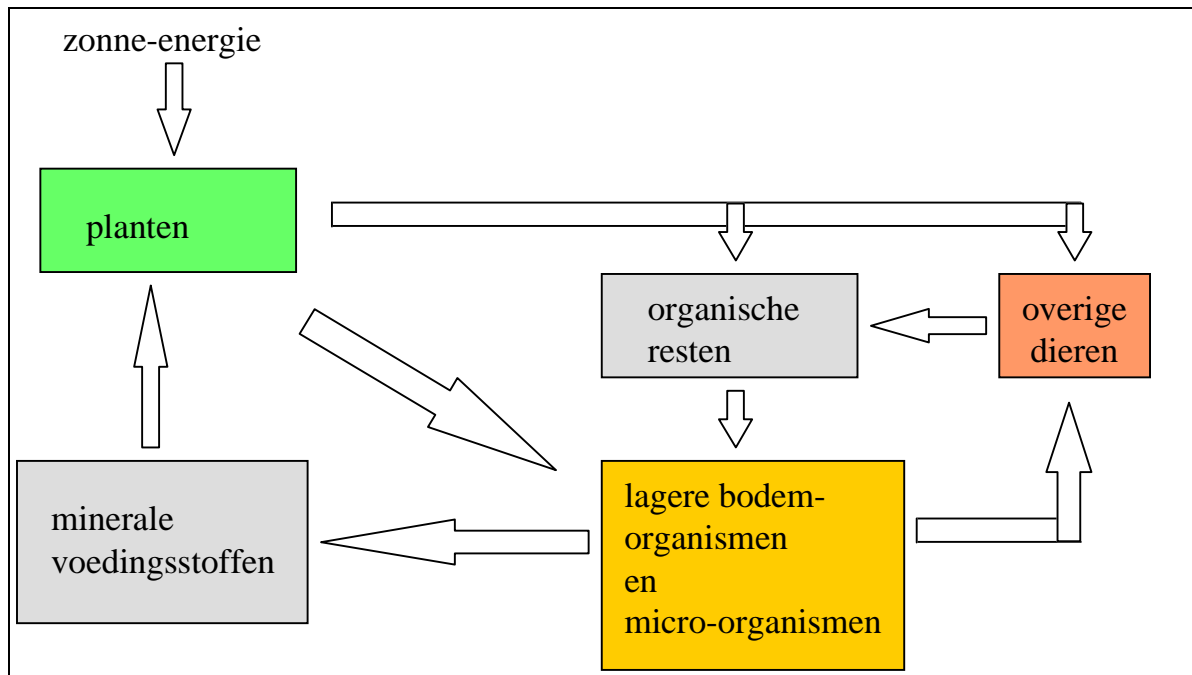 zonne-energie
planten
organische
resten
overige
dieren
minerale
voedingsstoffen
lagere bodem-
organismen
en
micro-organismen